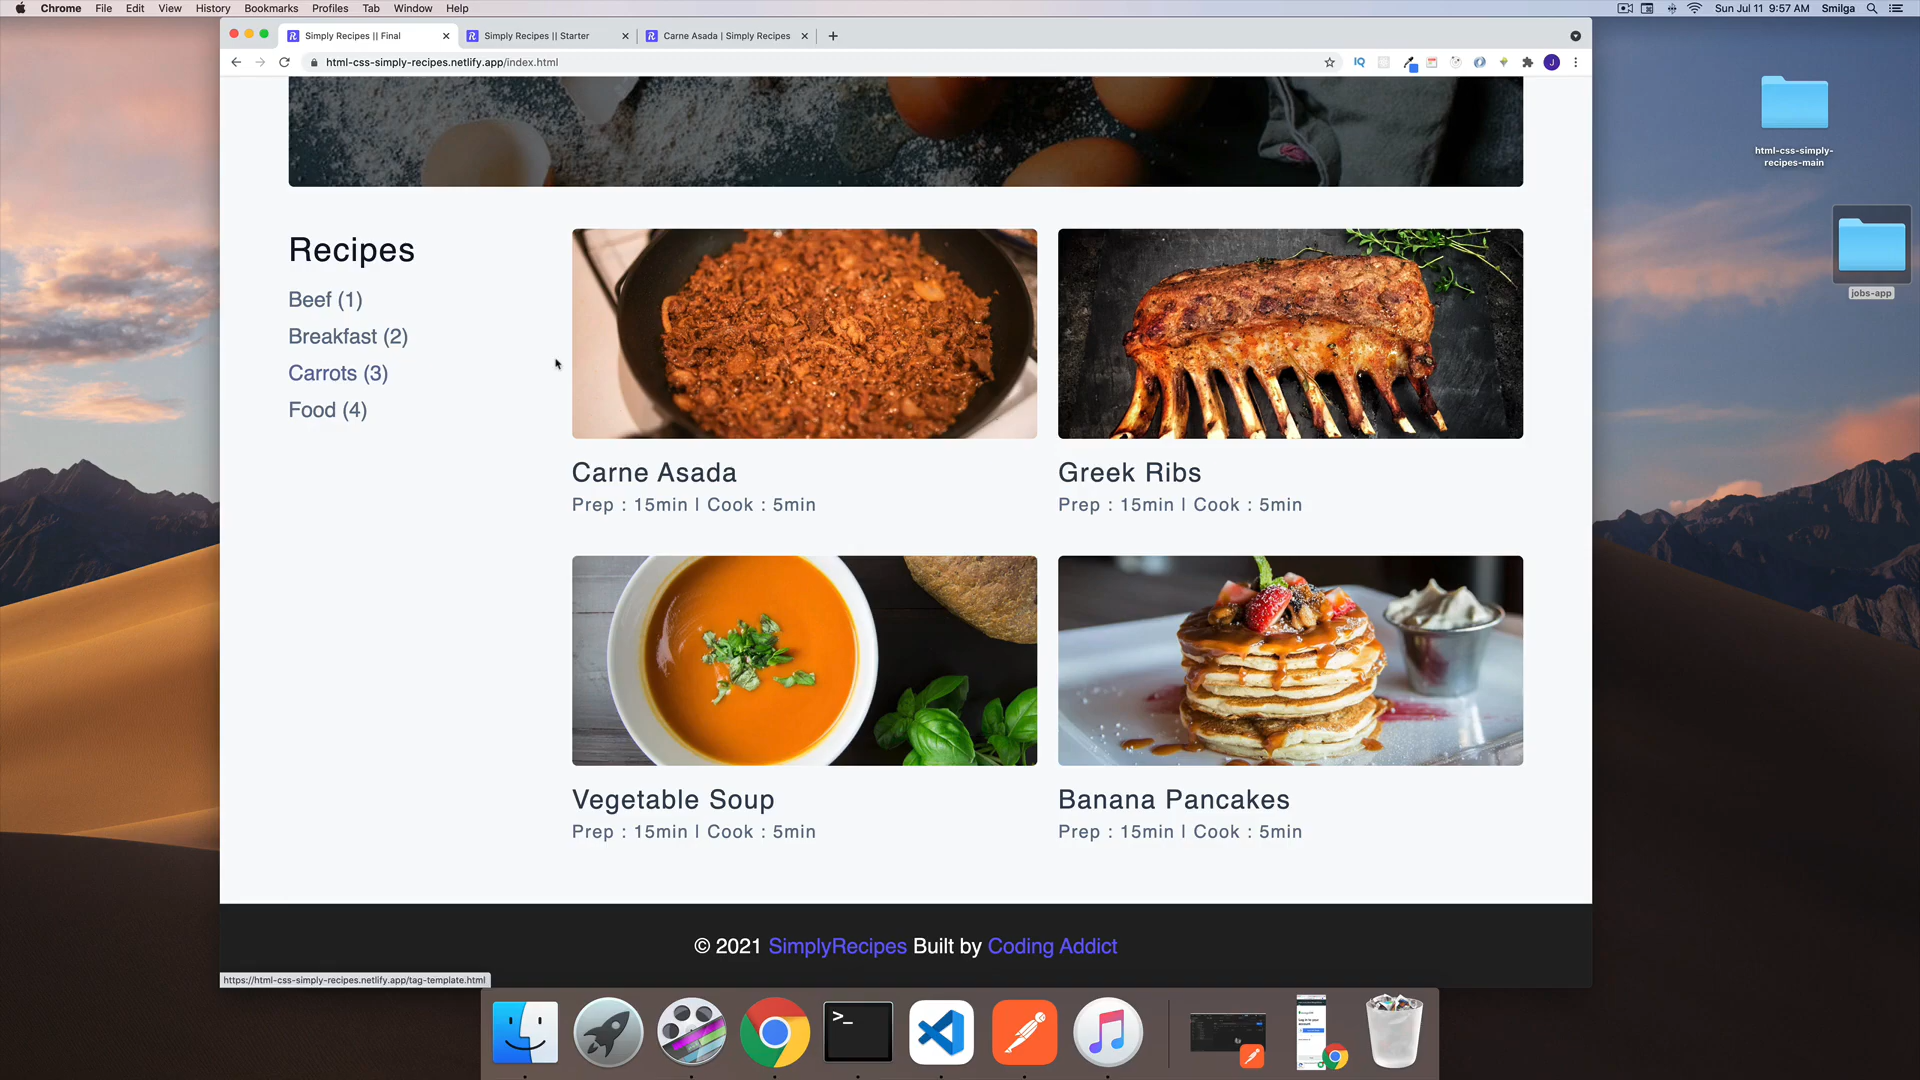 Chrome File Edit View History Bookmarks Profiles Tab Window Help
Sun Jul 11 9:57 AM Smilga
Simply Recipes || Final
Simply Recipes || Starter
Carne Asada | Simply Recipes
html-css-simply-recipes.netlify.app/index.html
IQ
J
html-css-simply-
recipes-main
jobs-app
Recipes
Beef (1)
Breakfast (2)
Carrots (3)
Food (4)
Carne Asada
Prep : 15min | Cook : 5min
Greek Ribs
Prep : 15min | Cook : 5min
Vegetable Soup
Prep : 15min | Cook : 5min
Banana Pancakes
Prep : 15min | Cook : 5min
© 2021 SimplyRecipes Built by Coding Addict
https://html-css-simply-recipes.netlify.app/tag-template.html
>_